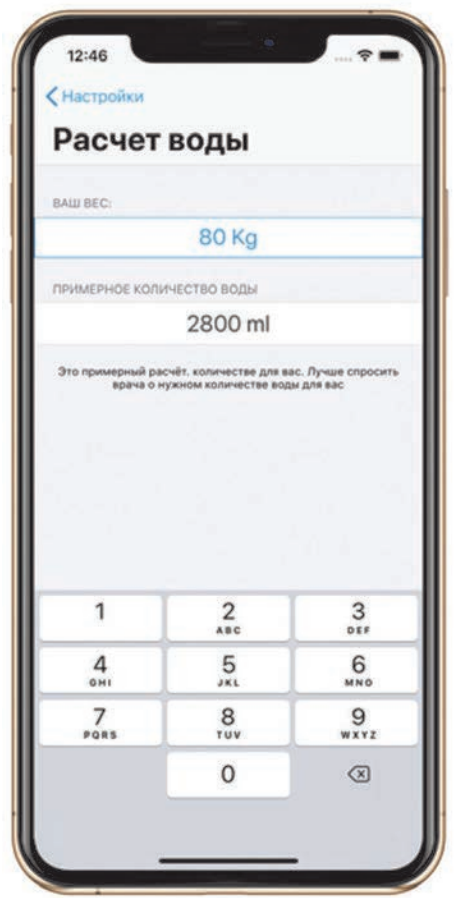 12:46
Настройки
Расчет воды
ВАШ ВЕС:
80 Kg
ПРИМЕРНОЕ КОЛИЧЕСТВО ВОДЫ
2800 ml
Это примерный расчёт. количестве для вас. Лучше спросить
врача о нужном количестве воды для вас
1 2 3
ABC DEF
4 5 6
GHI JKL MNO
7 8 9
PQRS TUV WXYZ
0